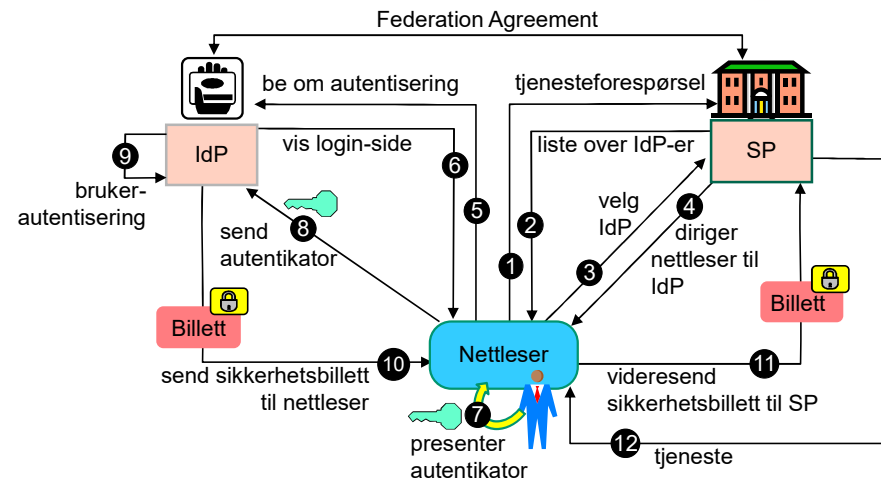 Federation Agreement
be om autentisering
tjenesteforespørsel
vis login-side
liste over IdP-er
9
IdP
6
SP
bruker-
autentisering
5
2
velg
IdP
4
8
send
autentikator
1
3
diriger
nettleser til
IdP
Billett
Billett
Nettleser
10
11
send sikkerhetsbillett
til nettleser
videresend
sikkerhetsbillett til SP
7
presenter
autentikator
12
tjeneste